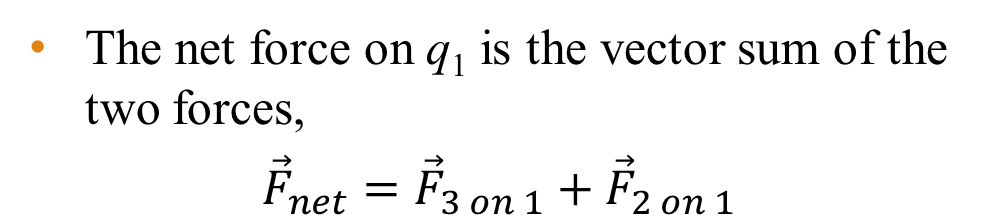 • The net force on q₁ is the vector sum of the
two forces,
F⃗net = F⃗3 on 1 + F⃗2 on 1